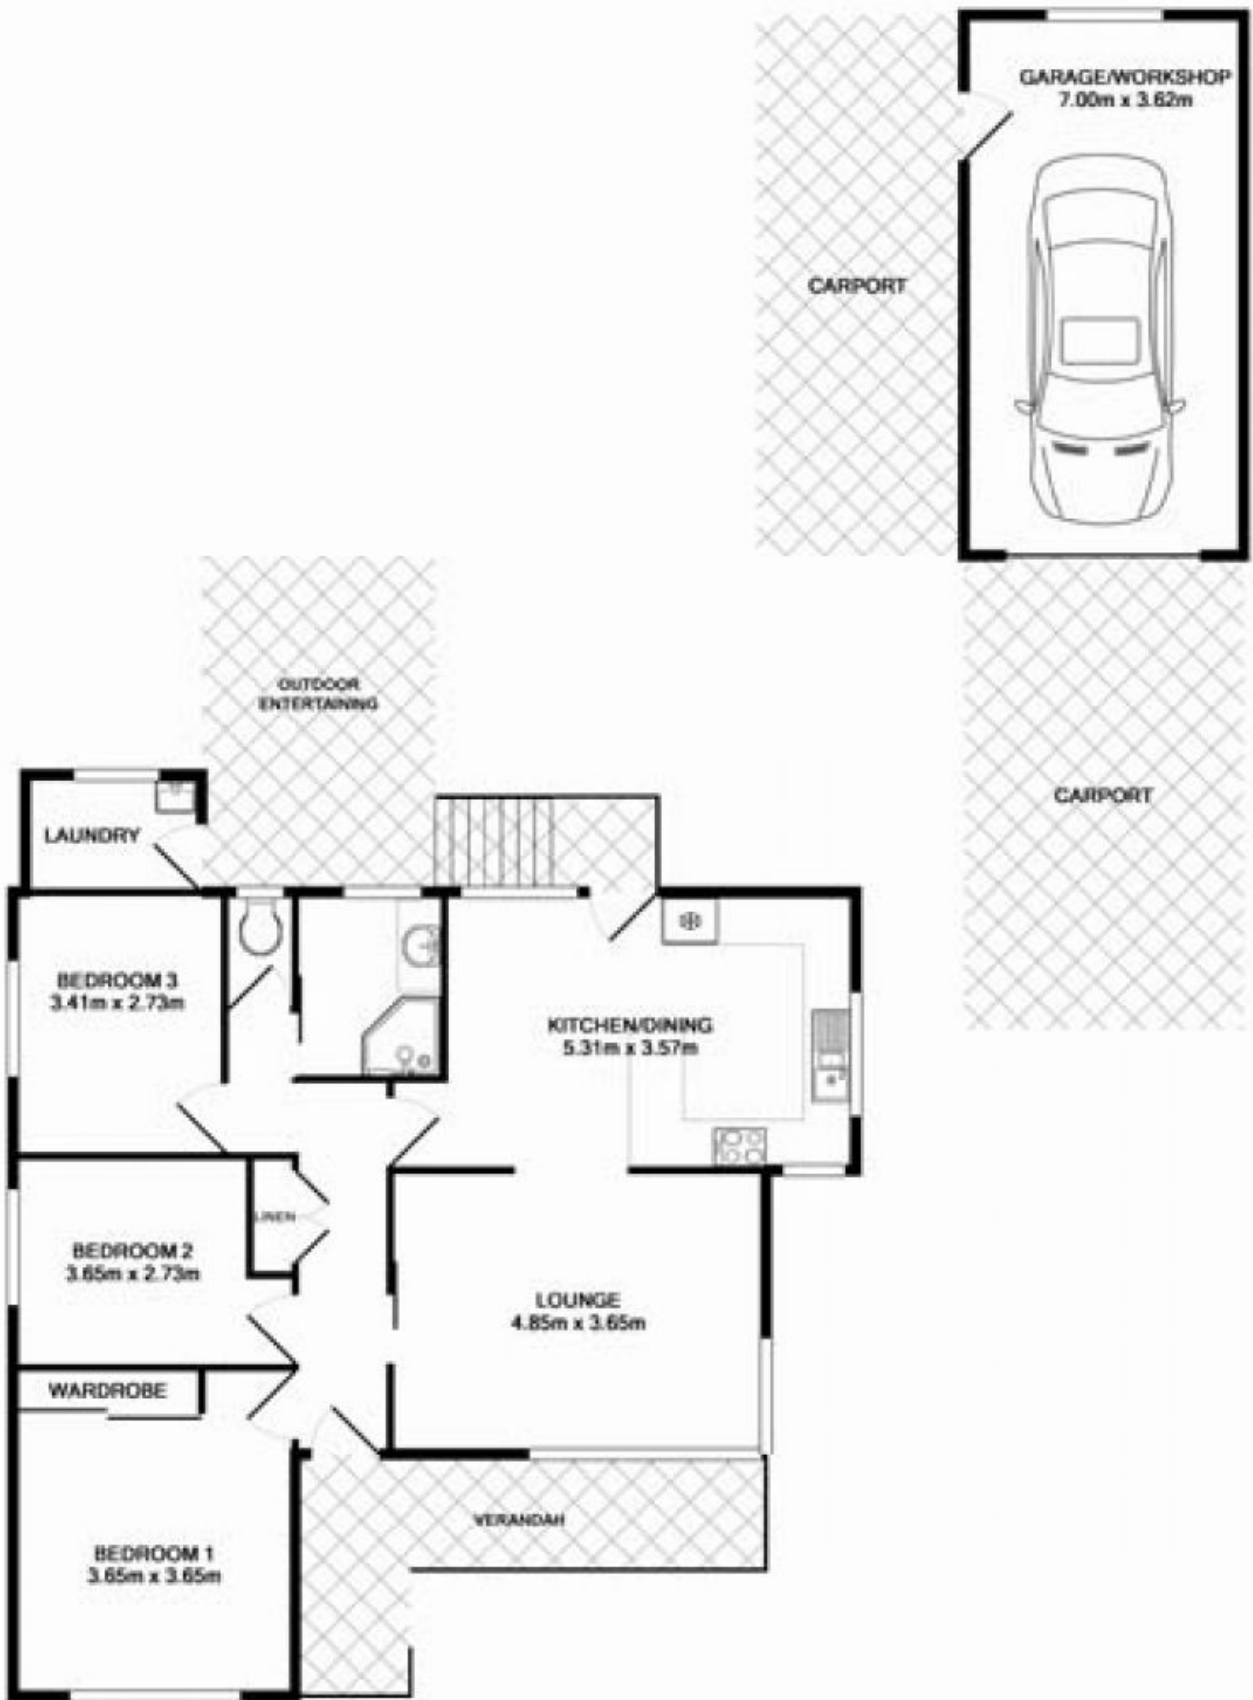 GARAGE/WORKSHOP
7.00m x 3.62m
CARPORT
OUTDOOR
ENTERTAINING
CARPORT
LAUNDRY
BEDROOM 3
3.41m x 2.73m
KITCHEN/DINING
5.31m x 3.57m
LINEN
BEDROOM 2
3.65m x 2.73m
LOUNGE
4.85m x 3.65m
WARDROBE
VERANDAH
BEDROOM 1
3.65m x 3.65m